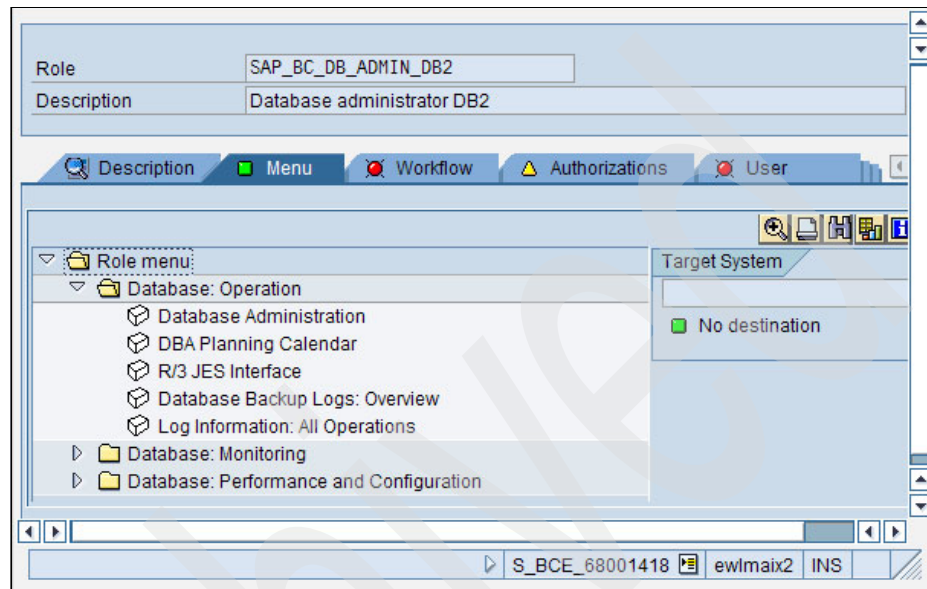 Role SAP_BC_DB_ADMIN_DB2
Description Database administrator DB2
Description Menu Workflow Authorizations User
Role menu Target System
Database: Operation
Database Administration
DBA Planning Calendar No destination
R/3 JES Interface
Database Backup Logs: Overview
Log Information: All Operations
Database: Monitoring
Database: Performance and Configuration
S_BCE_68001418 ewlmaix2 INS